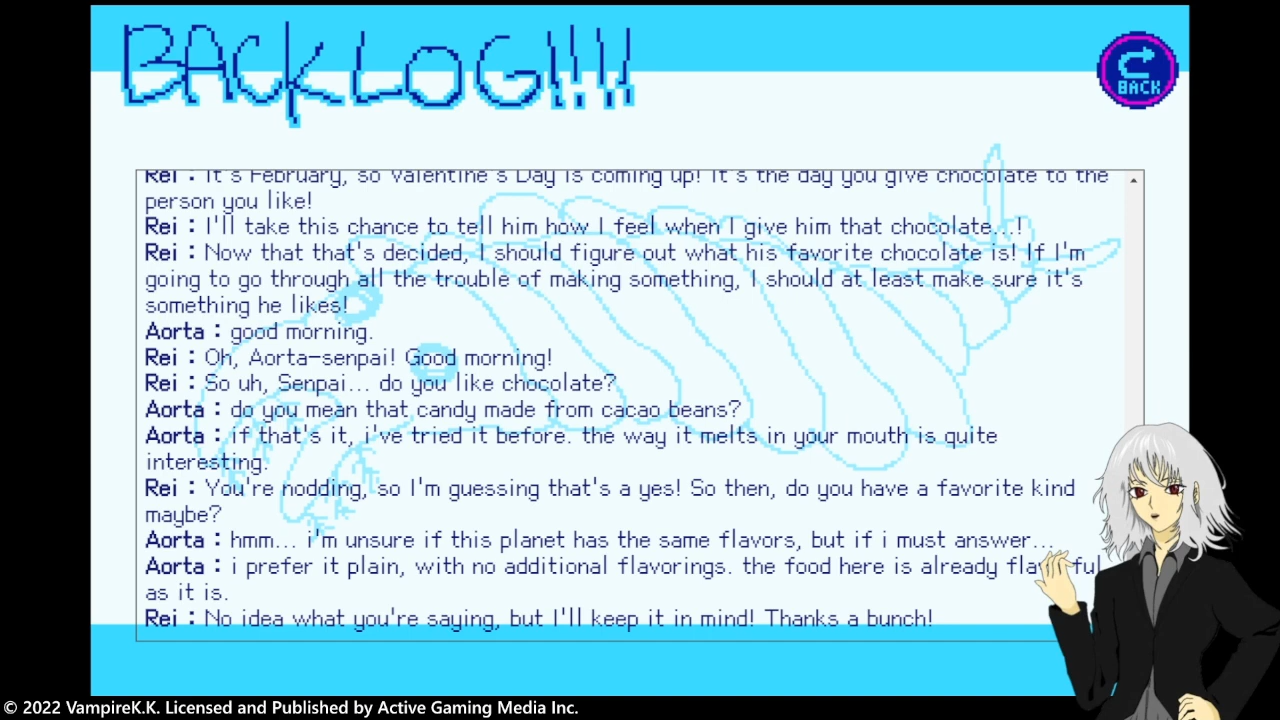 BACKLOG!!!!
BACK
Rei : It's February, so Valentine's Day is coming up! It's the day you give chocolate to the
person you like!
Rei : I'll take this chance to tell him how I feel when I give him that chocolate...!
Rei : Now that that's decided, I should figure out what his favorite chocolate is! If I'm
going to go through all the trouble of making something, I should at least make sure it's
something he likes!
Aorta : good morning.
Rei : Oh, Aorta-senpai! Good morning!
Rei : So uh, Senpai... do you like chocolate?
Aorta : do you mean that candy made from cacao beans?
Aorta : if that's it, i've tried it before. the way it melts in your mouth is quite
interesting.
Rei : You're nodding, so I'm guessing that's a yes! So then, do you have a favorite kind
maybe?
Aorta : hmm... i'm unsure if this planet has the same flavors, but if i must answer...
Aorta : i prefer it plain, with no additional flavorings. the food here is already flavorful
as it is.
Rei : No idea what you're saying, but I'll keep it in mind! Thanks a bunch!
© 2022 VampireK.K. Licensed and Published by Active Gaming Media Inc.